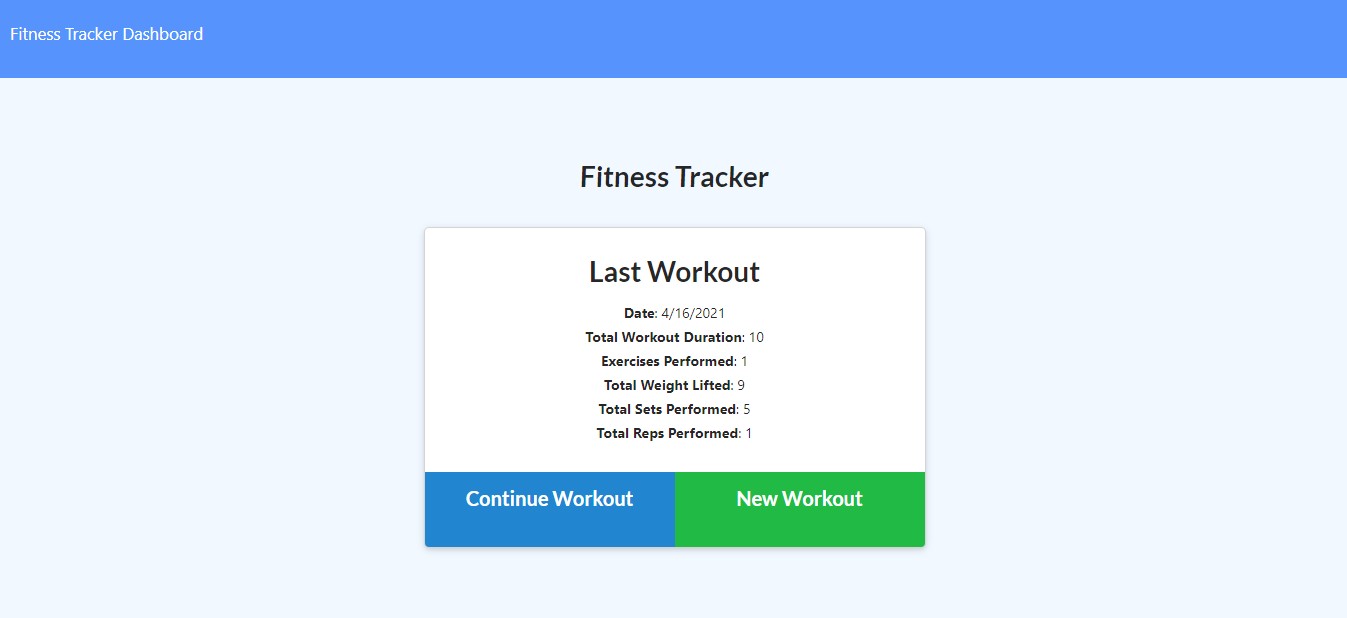 Fitness Tracker Dashboard
Fitness Tracker
Last Workout
Date: 4/16/2021
Total Workout Duration: 10
Exercises Performed: 1
Total Weight Lifted: 9
Total Sets Performed: 5
Total Reps Performed: 1
Continue Workout New Workout